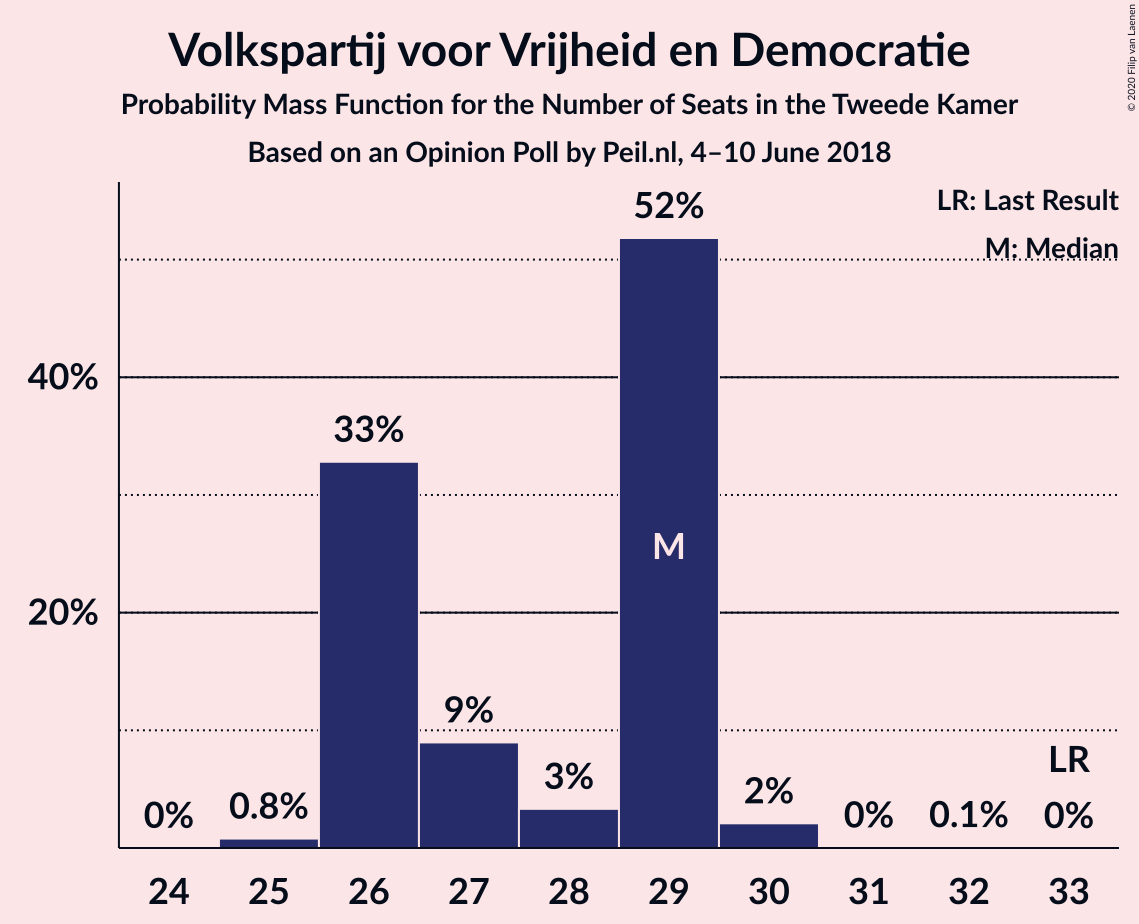 Volkspartij voor Vrijheid en Democratie
Probability Mass Function for the Number of Seats in the Tweede Kamer
Based on an Opinion Poll by Peil.nl, 4–10 June 2018
© 2020 Filip van Laenen
LR: Last Result
M: Median
52%
40%
33%
M
20%
9%
LR
3%
2%
0.8%
0%
0%
0.1%
0%
24 25 26 27 28 29 30 31 32 33